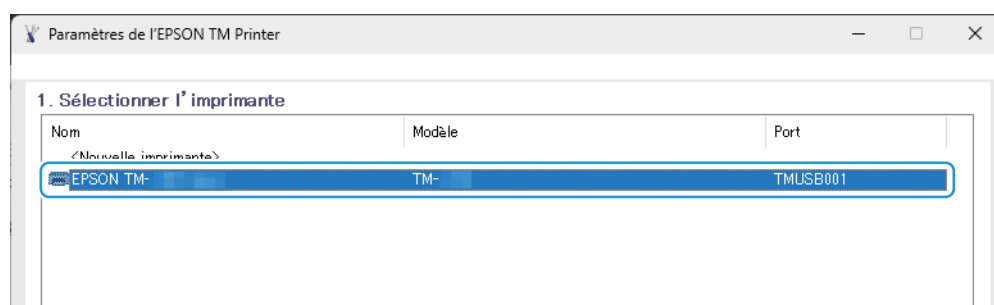 Paramètres de l'EPSON TM Printer
1. Sélectionner l'imprimante
Nom Modèle Port
<Nouvelle imprimante>
EPSON TM- TM- TMUSB001